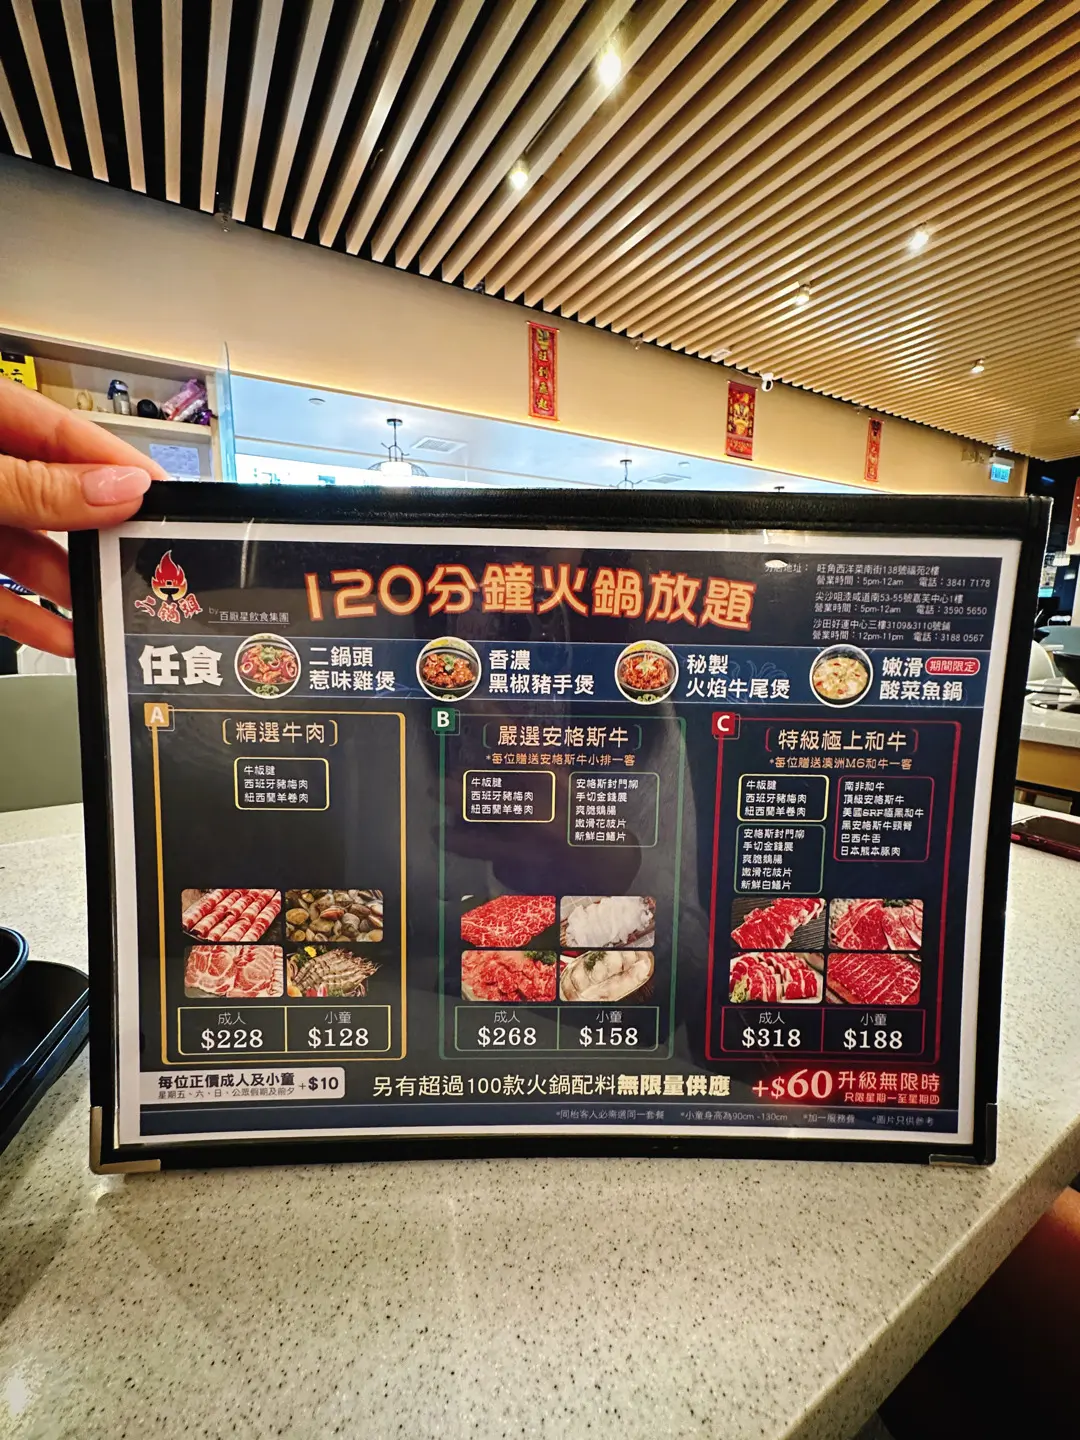 二鍋頭
by 百厭星飲食集團
120分鐘火鍋放題
分店地址： 旺角西洋菜南街138號福苑2樓
營業時間：5pm-12am 電話：3841 7178
尖沙咀漆咸道南53-55號嘉芙中心1樓
營業時間：5pm-12am 電話：3590 5650
沙田好運中心三樓3109&3110號鋪
營業時間：12pm-11pm 電話：3188 0567
任食
二鍋頭
惹味雞煲
香濃
黑椒豬手煲
秘製
火焰牛尾煲
嫩滑 期間限定
酸菜魚鍋
A
精選牛肉
牛板腱
西班牙豬梅肉
紐西蘭羊卷肉
成人
$228
小童
$128
B
嚴選安格斯牛
*每位贈送安格斯牛小排一客
牛板腱
西班牙豬梅肉
紐西蘭羊卷肉
安格斯封門柳
手切金錢𦟌
爽脆鵝腸
嫩滑花枝片
新鮮白鱔片
成人
$268
小童
$158
C
特級極上和牛
*每位贈送澳洲M6和牛一客
牛板腱
西班牙豬梅肉
紐西蘭羊卷肉
安格斯封門柳
手切金錢𦟌
爽脆鵝腸
嫩滑花枝片
新鮮白鱔片
南非和牛
頂級安格斯牛
美國SRF極黑和牛
黑安格斯牛頸脊
巴西牛舌
日本熊本豚肉
成人
$318
小童
$188
每位正價成人及小童 +$10
星期五、六、日、公眾假期及前夕
另有超過100款火鍋配料無限量供應
+$60 升級無限時
只限星期一至星期四
*同枱客人必需選同一套餐 *小童身高為90cm -130cm *加一服務費 *圖片只供參考